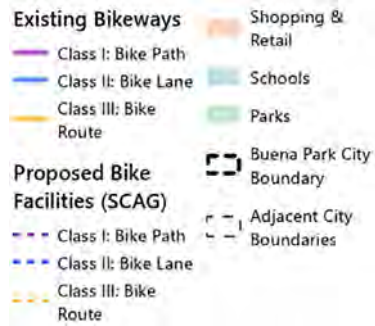 Existing Bikeways
Class I: Bike Path
Class II: Bike Lane
Class III: Bike
Route
Proposed Bike
Facilities (SCAG)
Class I: Bike Path
Class II: Bike Lane
Class III: Bike
Route
Shopping &
Retail
Schools
Parks
Buena Park City
Boundary
Adjacent City
Boundaries